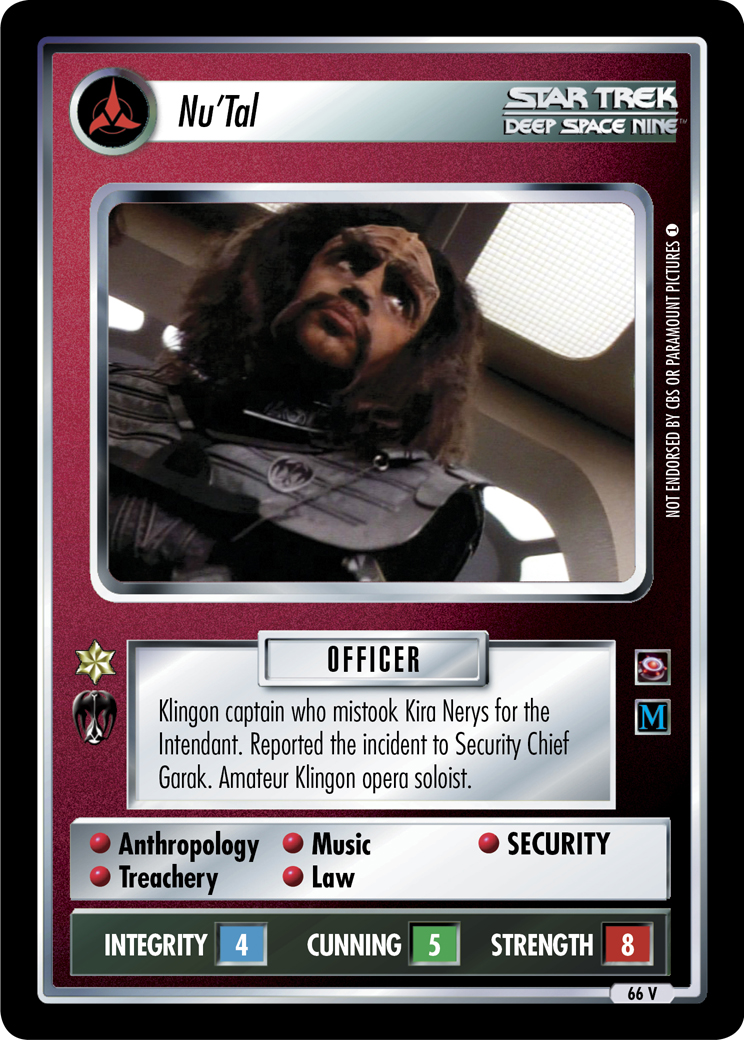 Nu'Tal
STAR TREK
DEEP SPACE NINE™
NOT ENDORSED BY CBS OR PARAMOUNT PICTURES 1
OFFICER
Klingon captain who mistook Kira Nerys for the
Intendant. Reported the incident to Security Chief
Garak. Amateur Klingon opera soloist.
M
Anthropology Music SECURITY
Treachery Law
INTEGRITY 4 CUNNING 5 STRENGTH 8
66 V